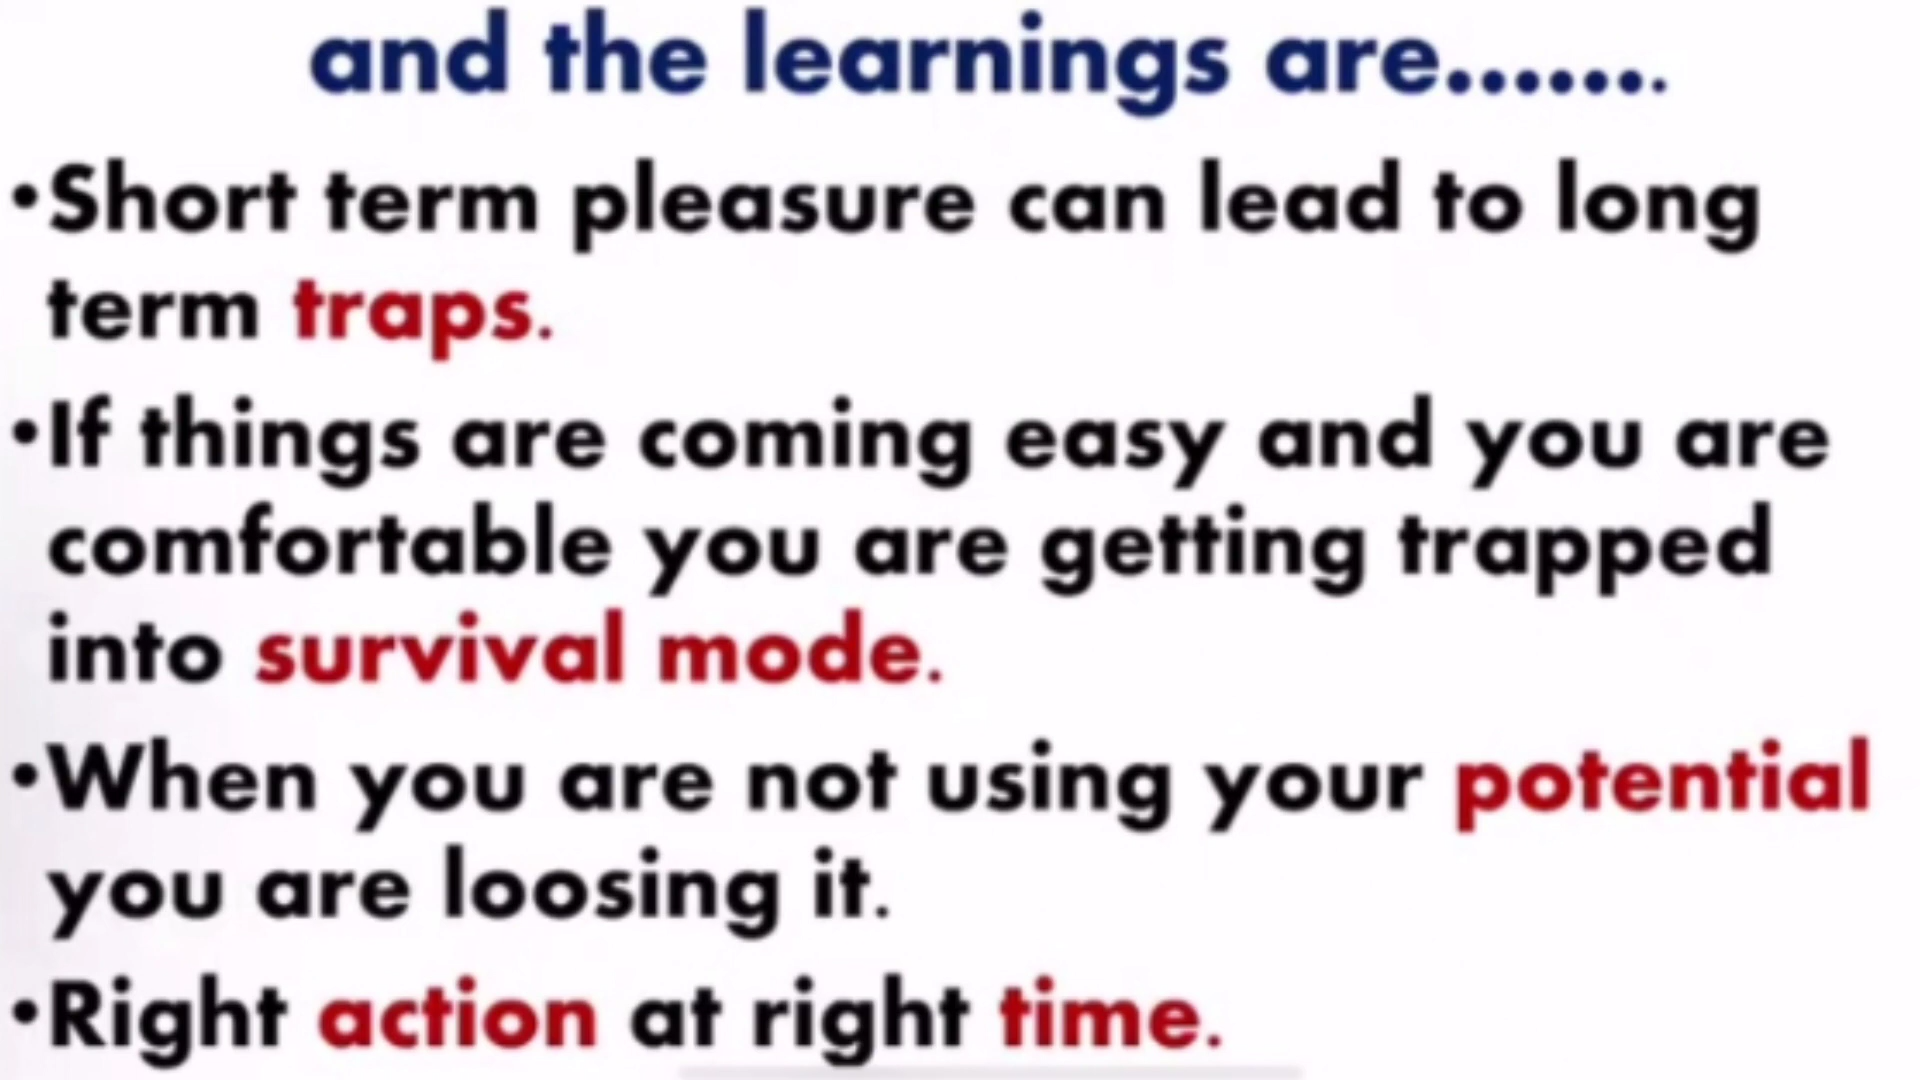 and the learnings are.......
•Short term pleasure can lead to long
term traps.
•If things are coming easy and you are
comfortable you are getting trapped
into survival mode.
•When you are not using your potential
you are loosing it.
•Right action at right time.